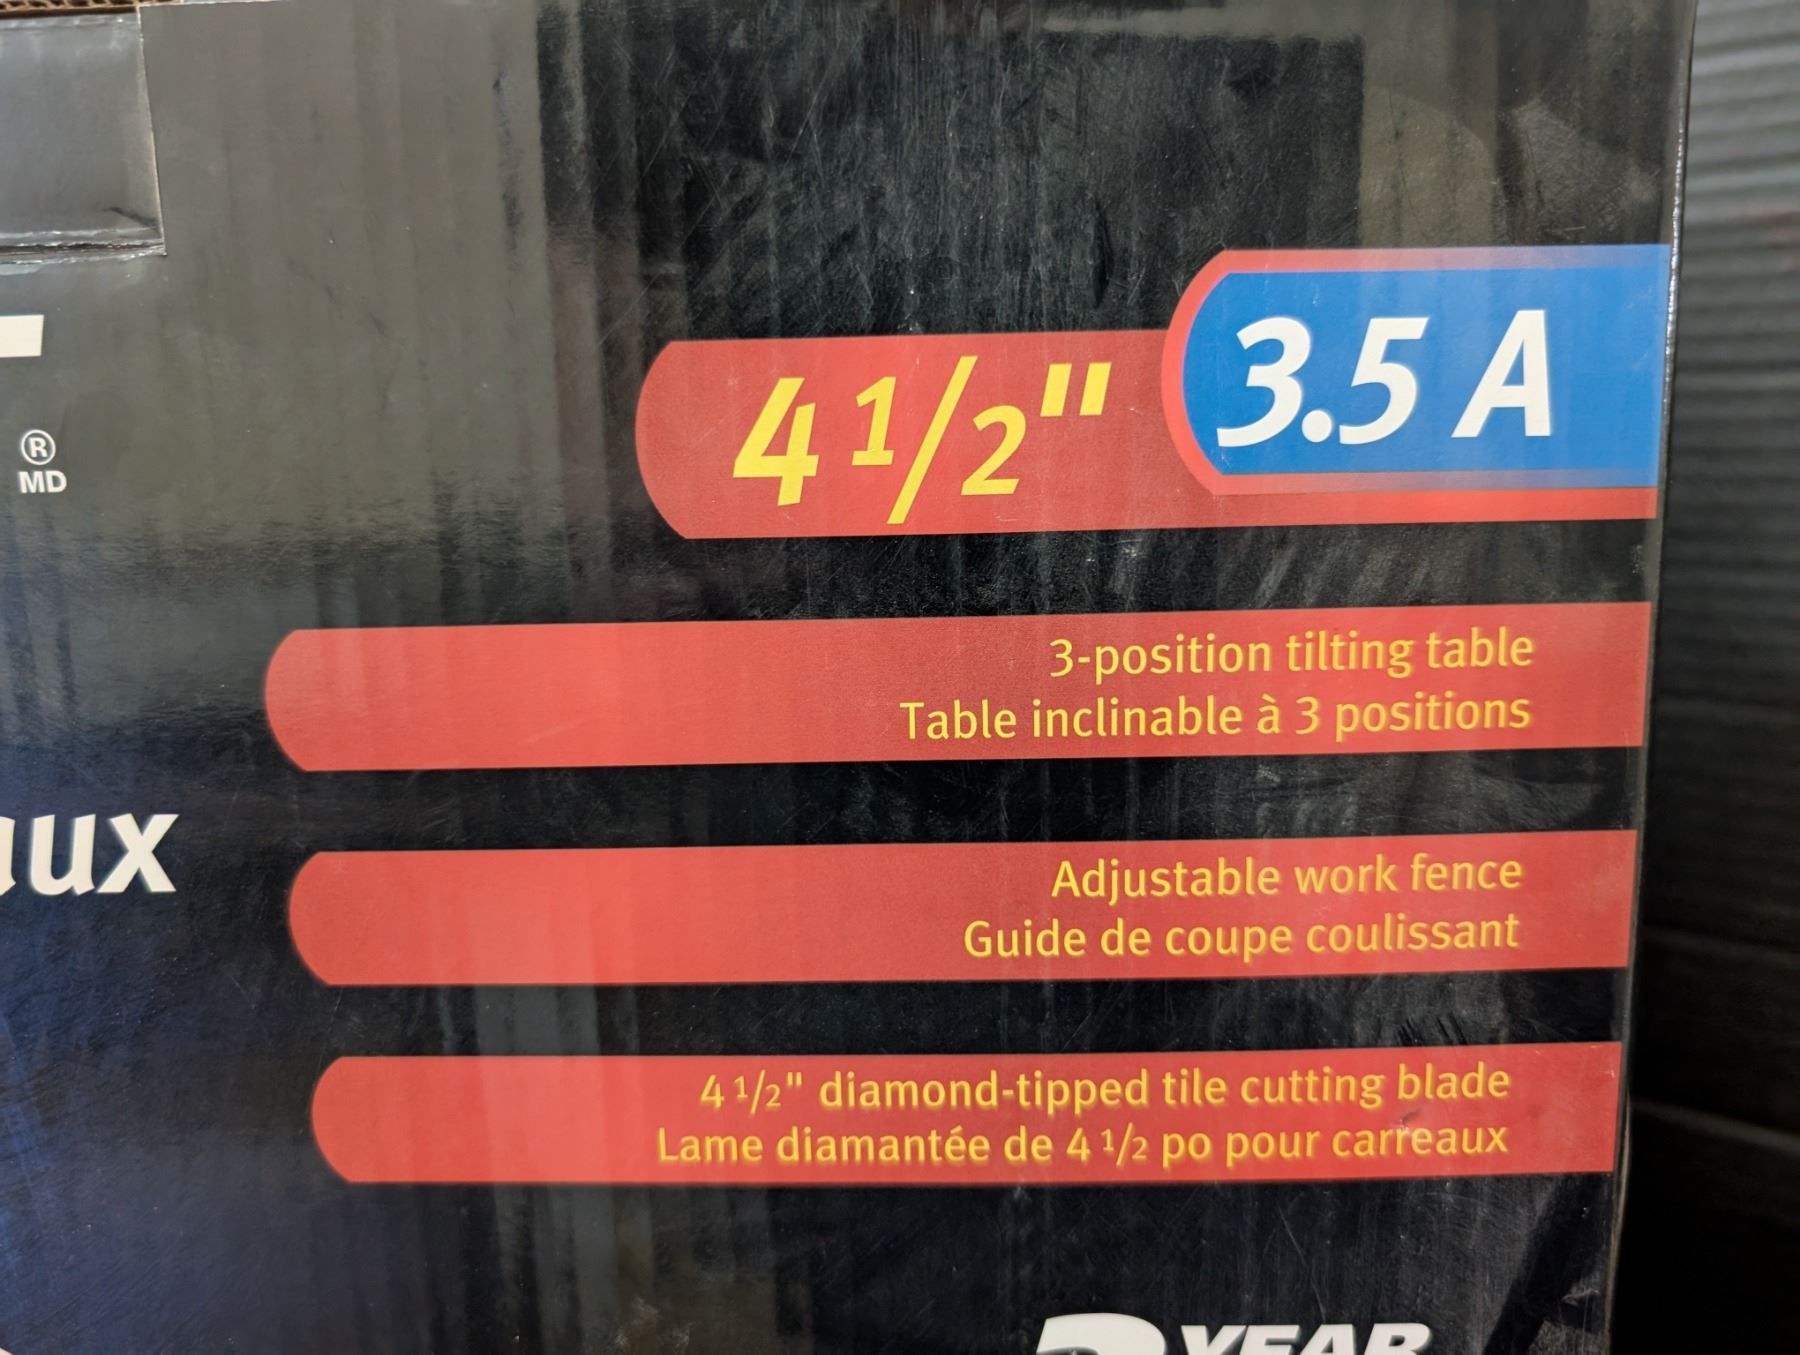 4 1/2" 3.5 A
® 
MD
3-position tilting table
Table inclinable à 3 positions
Adjustable work fence
Guide de coupe coulissant
4 1/2" diamond-tipped tile cutting blade
Lame diamantée de 4 1/2 po pour carreaux
YEAR